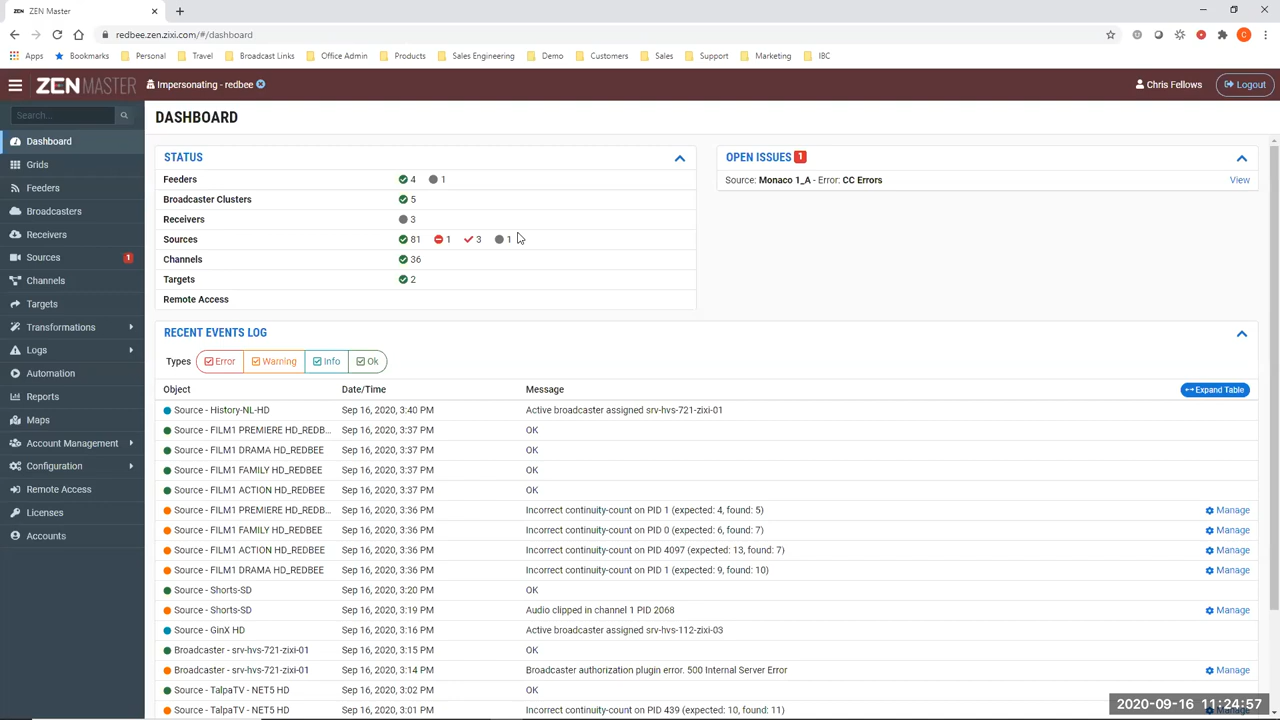 ZEN Master
redbee.zen.zixi.com/#/dashboard
Apps Bookmarks Personal Travel Broadcast Links Office Admin Products Sales Engineering Demo Customers Sales Support Marketing IBC
C
ZENMASTER Impersonating - redbee Chris Fellows Logout
Search...
Dashboard
Grids
Feeders
Broadcasters
Receivers
Sources 1
Channels
Targets
Transformations
Logs
Automation
Reports
Maps
Account Management
Configuration
Remote Access
Licenses
Accounts
DASHBOARD
STATUS
Feeders 4 1
Broadcaster Clusters 5
Receivers 3
Sources 81 1 3 1
Channels 36
Targets 2
Remote Access
OPEN ISSUES 1
Source: Monaco 1_A - Error: CC Errors View
RECENT EVENTS LOG
Types Error Warning Info Ok
Object Date/Time Message Expand Table
Source - History-NL-HD Sep 16, 2020, 3:40 PM Active broadcaster assigned srv-hvs-721-zixi-01
Source - FILM1 PREMIERE HD_REDB... Sep 16, 2020, 3:37 PM OK
Source - FILM1 DRAMA HD_REDBEE Sep 16, 2020, 3:37 PM OK
Source - FILM1 FAMILY HD_REDBEE Sep 16, 2020, 3:37 PM OK
Source - FILM1 ACTION HD_REDBEE Sep 16, 2020, 3:37 PM OK
Source - FILM1 PREMIERE HD_REDB... Sep 16, 2020, 3:36 PM Incorrect continuity-count on PID 1 (expected: 4, found: 5) Manage
Source - FILM1 FAMILY HD_REDBEE Sep 16, 2020, 3:36 PM Incorrect continuity-count on PID 0 (expected: 6, found: 7) Manage
Source - FILM1 ACTION HD_REDBEE Sep 16, 2020, 3:36 PM Incorrect continuity-count on PID 4097 (expected: 13, found: 7) Manage
Source - FILM1 DRAMA HD_REDBEE Sep 16, 2020, 3:36 PM Incorrect continuity-count on PID 1 (expected: 9, found: 10) Manage
Source - Shorts-SD Sep 16, 2020, 3:20 PM OK
Source - Shorts-SD Sep 16, 2020, 3:19 PM Audio clipped in channel 1 PID 2068 Manage
Source - GinX HD Sep 16, 2020, 3:16 PM Active broadcaster assigned srv-hvs-112-zixi-03
Broadcaster - srv-hvs-721-zixi-01 Sep 16, 2020, 3:15 PM OK
Broadcaster - srv-hvs-721-zixi-01 Sep 16, 2020, 3:14 PM Broadcaster authorization plugin error. 500 Internal Server Error Manage
Source - TalpaTV - NET5 HD Sep 16, 2020, 3:02 PM OK
Source - TalpaTV - NET5 HD Sep 16, 2020, 3:01 PM Incorrect continuity-count on PID 439 (expected: 10, found: 11) Manage
2020-09-16 11:24:57